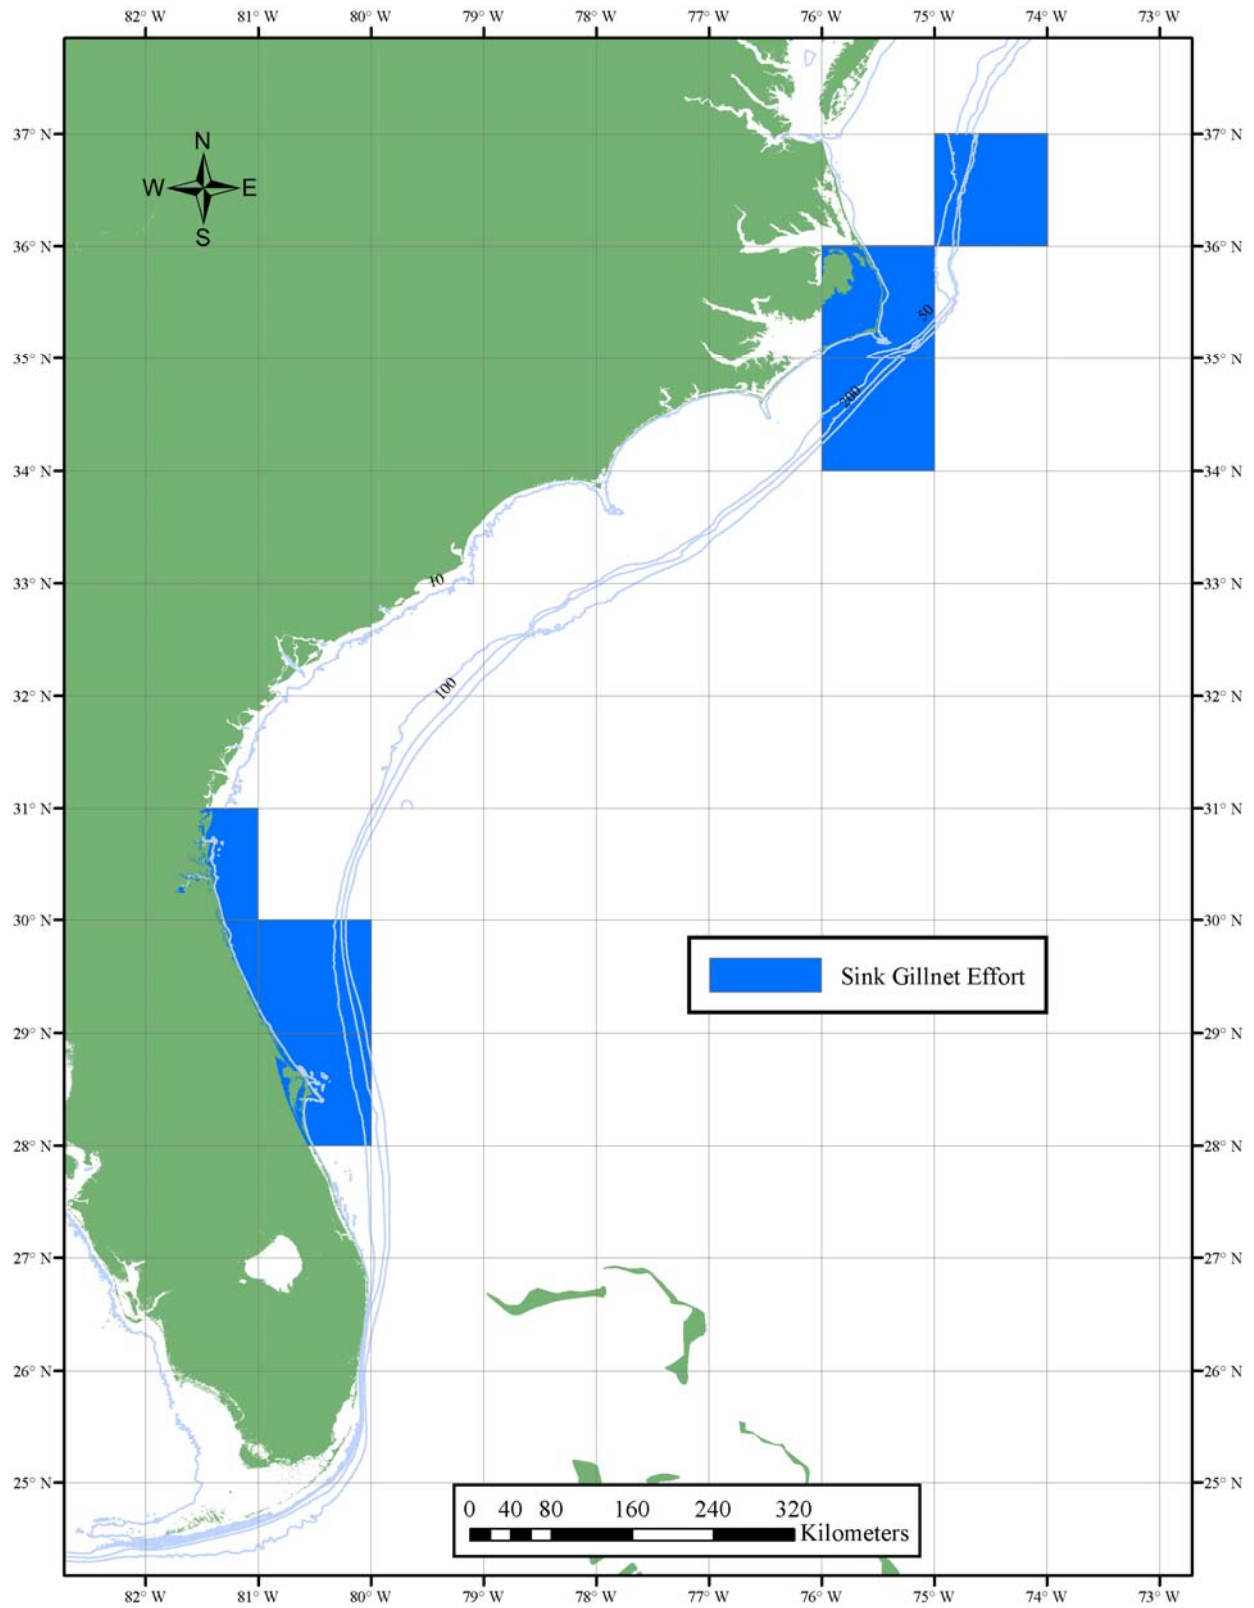 82° W 81° W 80° W 79° W 78° W 77° W 76° W 75° W 74° W 73° W
37° N 37° N
N
W E
S
36° N 36° N
50
35° N 35° N
200
34° N 34° N
10
33° N 33° N
100
32° N 32° N
31° N 31° N
30° N 30° N
Sink Gillnet Effort
29° N 29° N
28° N 28° N
27° N 27° N
26° N 26° N
25° N 25° N
0 40 80 160 240 320
Kilometers
82° W 81° W 80° W 79° W 78° W 77° W 76° W 75° W 74° W 73° W